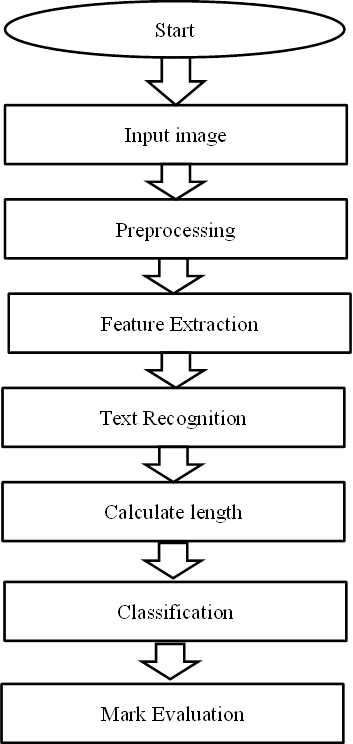 Start
Input image
Preprocessing
Feature Extraction
Text Recognition
Calculate length
Classification
Mark Evaluation